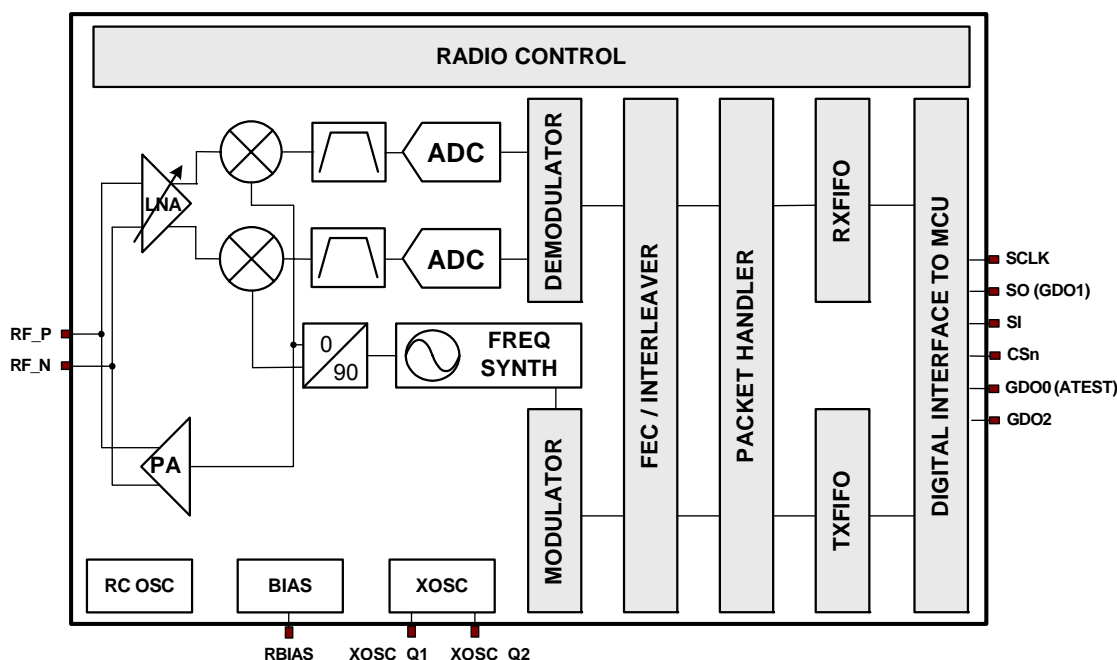 RADIO CONTROL
LNA
ADC
ADC
DEMODULATOR
FEC / INTERLEAVER
PACKET HANDLER
RXFIFO
DIGITAL INTERFACE TO MCU
SCLK
SO (GDO1)
SI
CSn
GDO0 (ATEST)
GDO2
RF_P
RF_N
0
90
FREQ
SYNTH
PA
MODULATOR
TXFIFO
RC OSC
BIAS
XOSC
RBIAS
XOSC_Q1
XOSC_Q2